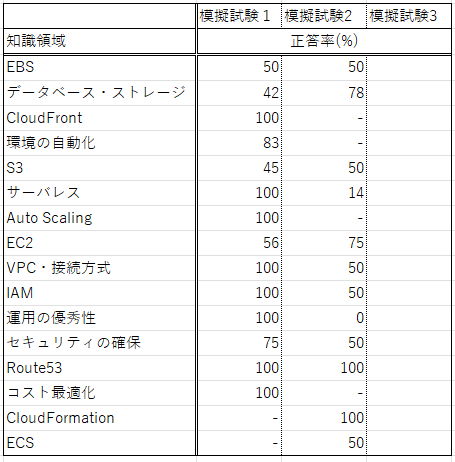 模擬試験1 模擬試験2 模擬試験3
知識領域 正答率(%)
EBS 50 50
データベース・ストレージ 42 78
CloudFront 100 -
環境の自動化 83 -
S3 45 50
サーバレス 100 14
Auto Scaling 100 -
EC2 56 75
VPC・接続方式 100 50
IAM 100 50
運用の優秀性 100 0
セキュリティの確保 75 50
Route53 100 100
コスト最適化 100 -
CloudFormation - 100
ECS - 50